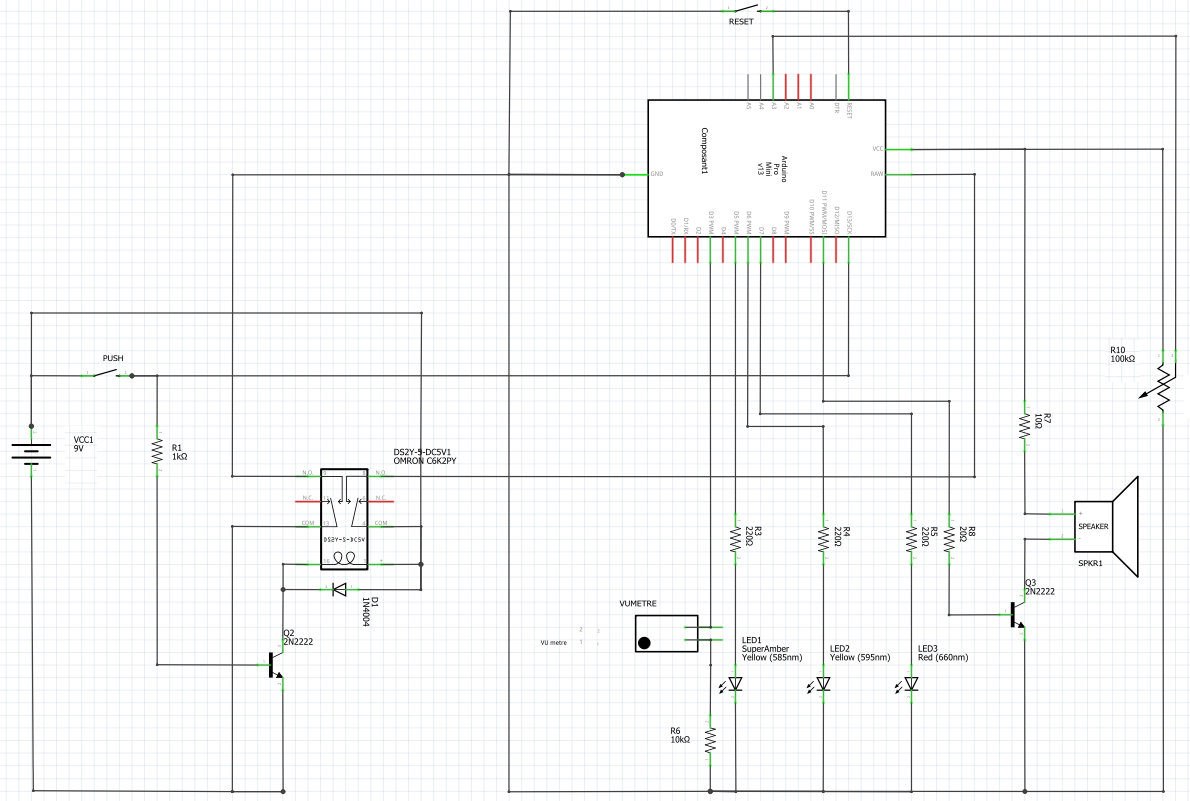 RESET
A5
A4
A3
A2
A1
A0
DTR
RESET
Composant1
Arduino
Pro
Mini
v13
VCC
RAW
GND
D0/TX
D1/RX
D2
D3 PWM
D4
D5 PWM
D6 PWM
D7
D8
D9 PWM
D10 PWM/SS
D11 PWM/MOSI
D12/MISO
D13/SCK
PUSH
VCC1
9V
R1
1kΩ
DS2Y-S-DC5V1
OMRON C6K2PY
N.O.
N.O.
N.C
N.C
COM
COM
DS2Y-S-DC5V
D1
1N4004
Q2
2N2222
R10
100kΩ
R7
10Ω
R3
220Ω
R4
220Ω
R5
220Ω
R8
20Ω
SPEAKER
+
-
SPKR1
Q3
2N2222
VUMETRE
VU metre
LED1
SuperAmber
Yellow (585nm)
LED2
Yellow (595nm)
LED3
Red (660nm)
R6
10kΩ